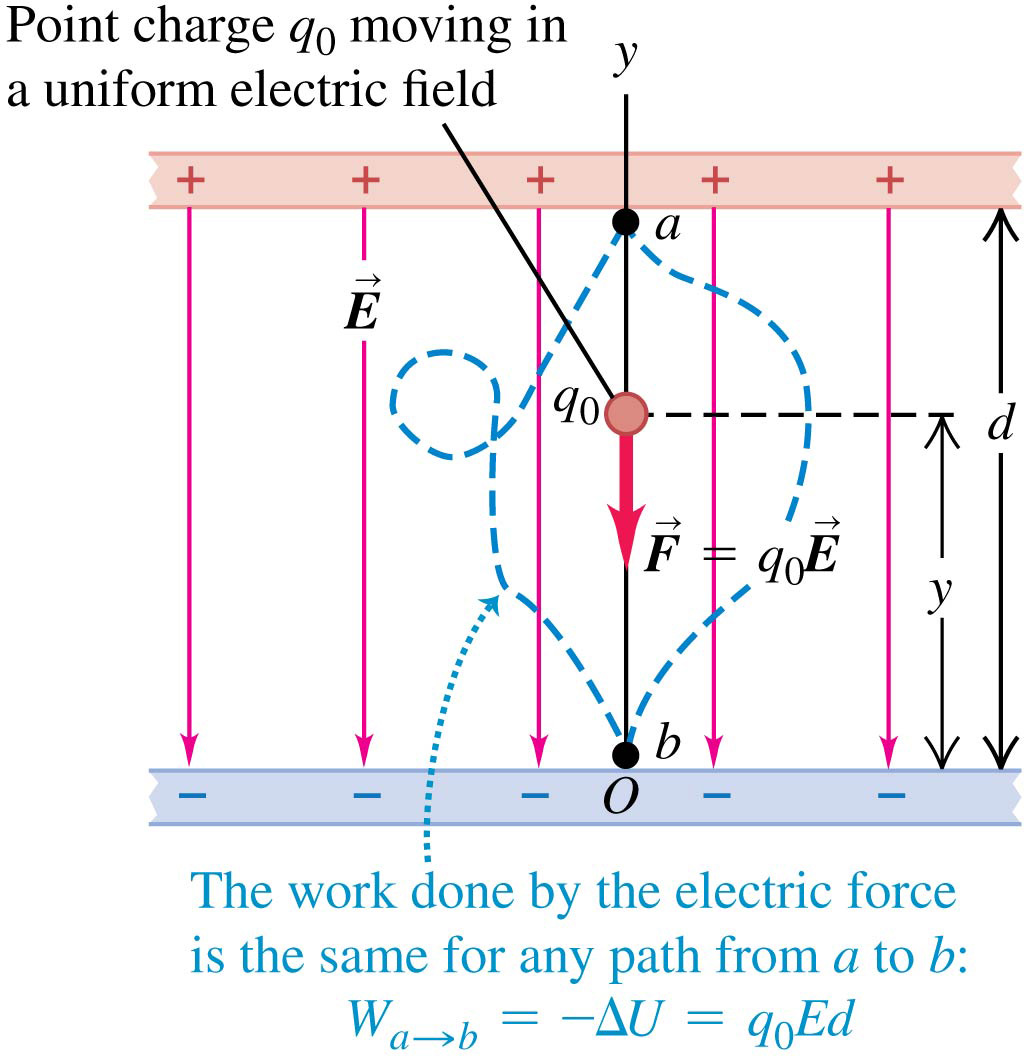 Point charge q₀ moving in
a uniform electric field
y
+ + + + +
a
E⃗
q₀
d
F⃗ = q₀E⃗
y
b
− − − − −
O
The work done by the electric force
is the same for any path from a to b:
Wₐ→b = −ΔU = q₀Ed